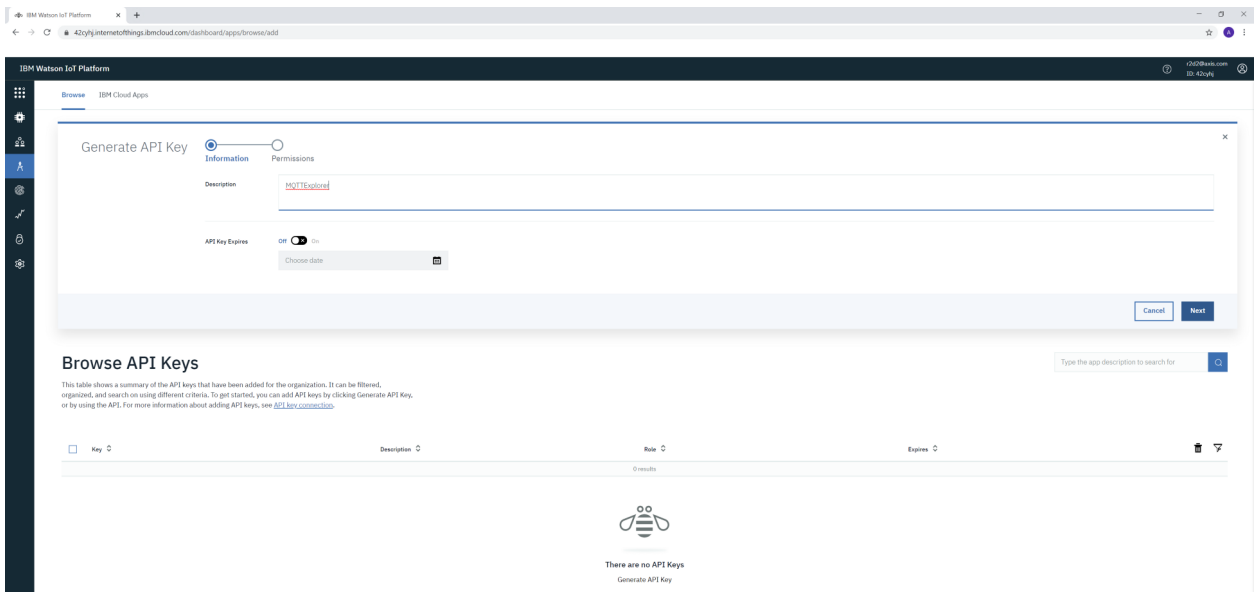 IBM Watson IoT Platform
42cyhj.internetofthings.ibmcloud.com/dashboard/apps/browse/add
A
IBM Watson IoT Platform
r2d2@axis.com
ID: 42cyhj
Browse IBM Cloud Apps
Generate API Key
Information Permissions
Description MQTTExplorer
API Key Expires Off On
Choose date
Cancel Next
Browse API Keys
Type the app description to search for
This table shows a summary of the API keys that have been added for the organization. It can be filtered,
organized, and search on using different criteria. To get started, you can add API keys by clicking Generate API Key,
or by using the API. For more information about adding API keys, see API key connection.
Key Description Role Expires
0 results
There are no API Keys
Generate API Key